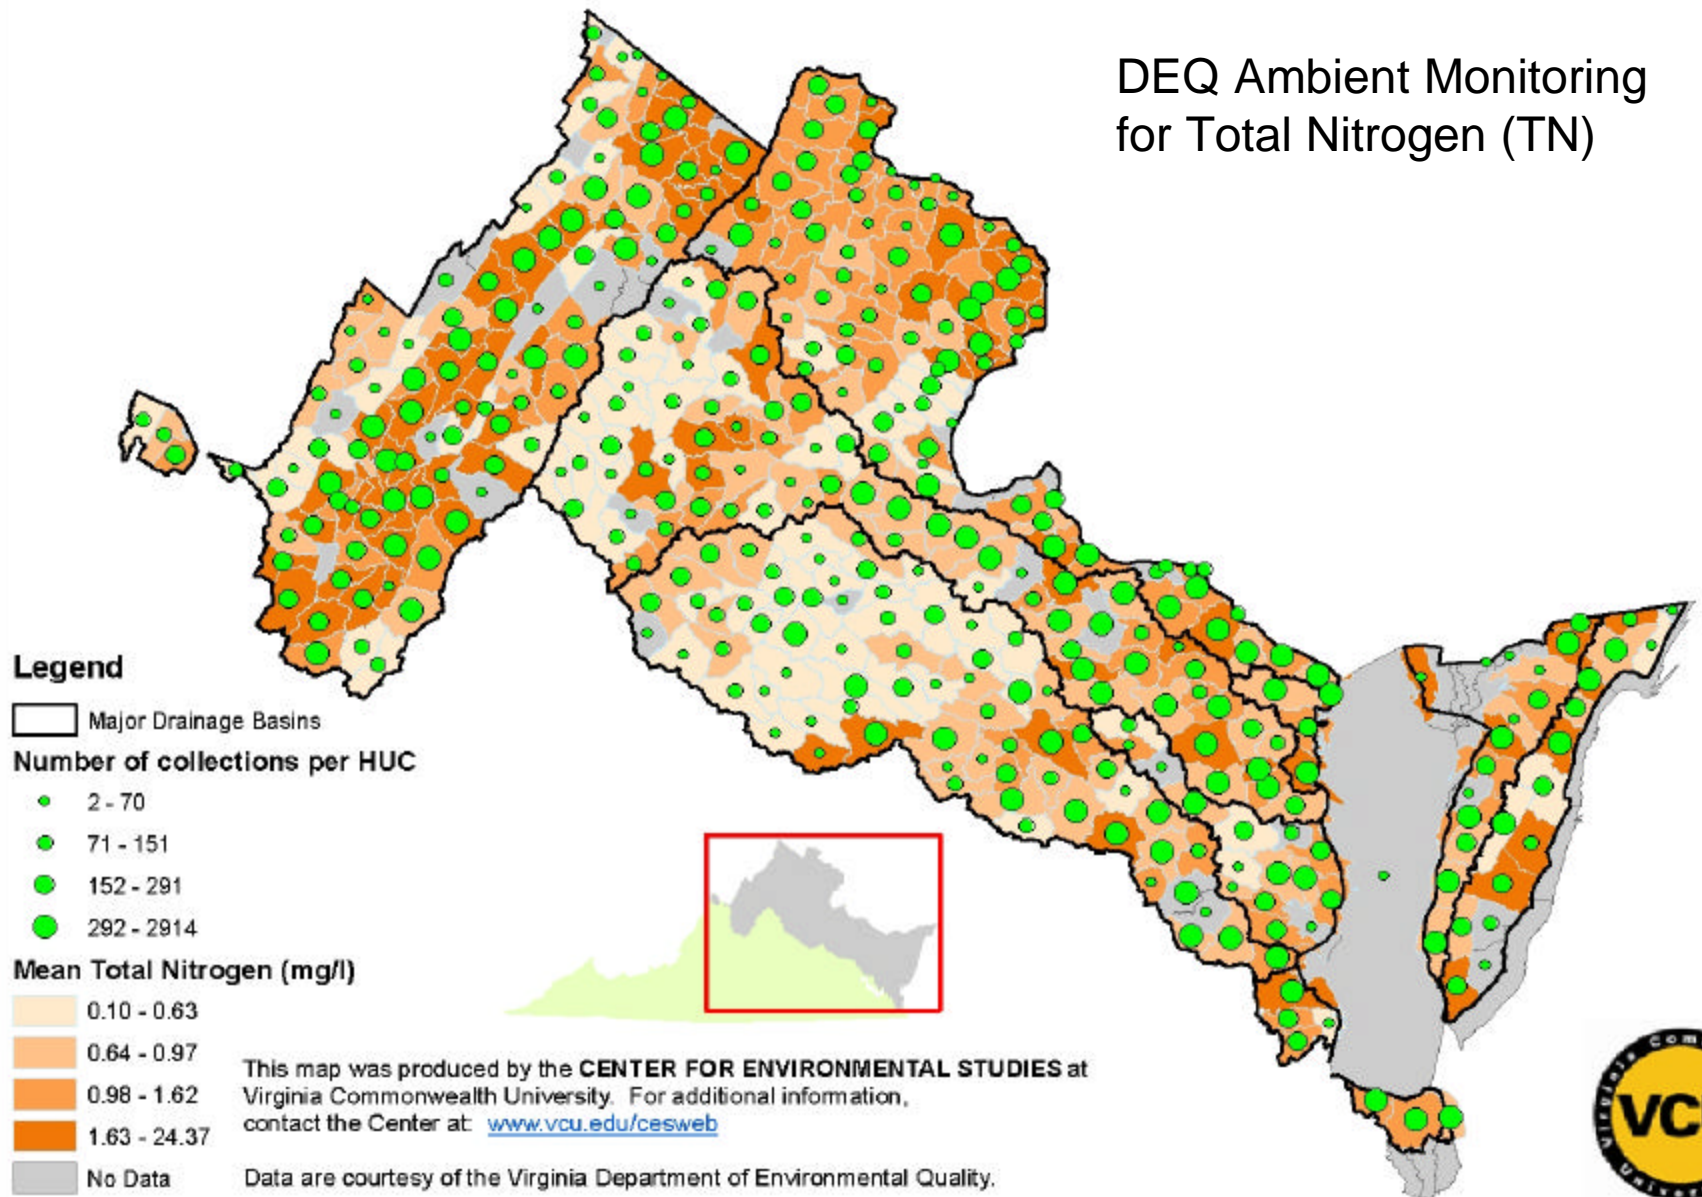 DEQ Ambient Monitoring
for Total Nitrogen (TN)
Legend
Major Drainage Basins
Number of collections per HUC
2 - 70
71 - 151
152 - 291
292 - 2914
Mean Total Nitrogen (mg/l)
0.10 - 0.63
0.64 - 0.97
0.98 - 1.62
1.63 - 24.37
No Data
This map was produced by the CENTER FOR ENVIRONMENTAL STUDIES at
Virginia Commonwealth University. For additional information,
contact the Center at: www.vcu.edu/cesweb
Data are courtesy of the Virginia Department of Environmental Quality.
Virginia Com
VC